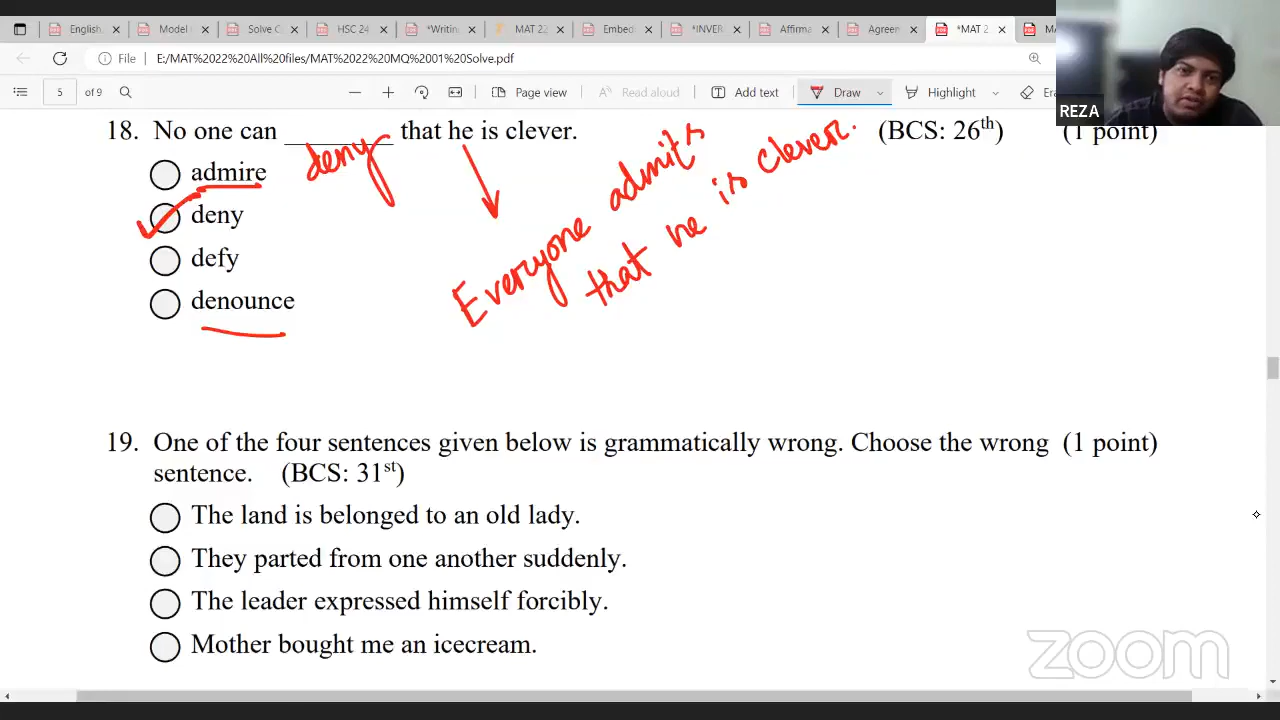 English.
Model
Solve C
HSC 24
*Writin
MAT 22
Embed
*INVER
Affirma
Agreen
*MAT 2
File
E:/MAT%2022%20All%20files/MAT%2022%20MQ%2001%20Solve.pdf
REZA
5 of 9
Page view
Read aloud
Add text
Draw
Highlight
18. No one can ________ that he is clever. (BCS: 26th) (1 point)
deny
admire
deny
defy
denounce
Everyone admits
that he is clever.
19. One of the four sentences given below is grammatically wrong. Choose the wrong (1 point)
sentence. (BCS: 31st)
The land is belonged to an old lady.
They parted from one another suddenly.
The leader expressed himself forcibly.
Mother bought me an icecream.
zoom